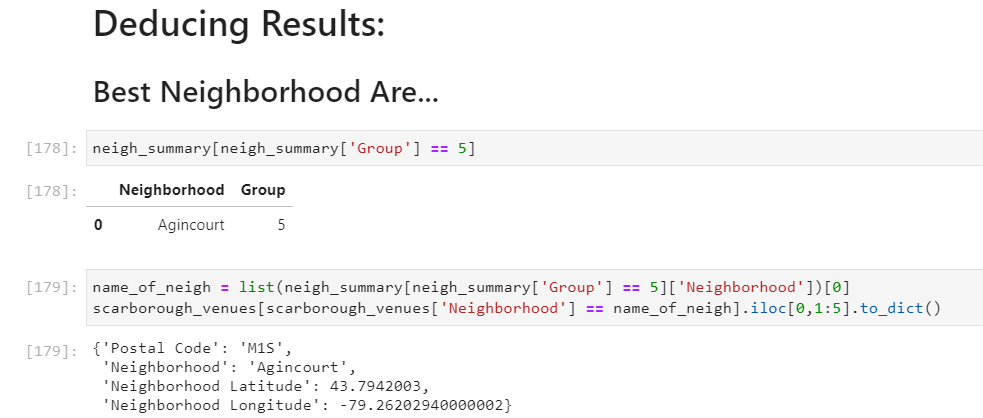 Deducing Results:
Best Neighborhood Are...
[178]: neigh_summary[neigh_summary['Group'] == 5]
[178]: Neighborhood Group
0 Agincourt 5
[179]: name_of_neigh = list(neigh_summary[neigh_summary['Group'] == 5]['Neighborhood'])[0]
scarborough_venues[scarborough_venues['Neighborhood'] == name_of_neigh].iloc[0,1:5].to_dict()
[179]: {'Postal Code': 'M1S',
'Neighborhood': 'Agincourt',
'Neighborhood Latitude': 43.7942003,
'Neighborhood Longitude': -79.26202940000002}